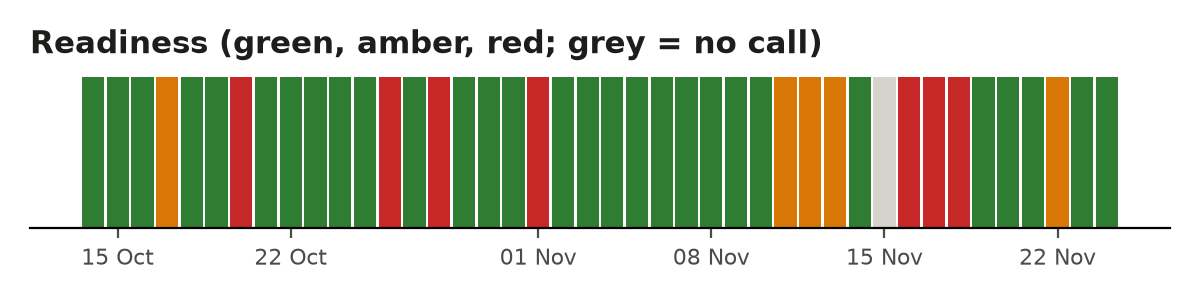 Readiness (green, amber, red; grey = no call)
15 Oct 22 Oct 01 Nov 08 Nov 15 Nov 22 Nov